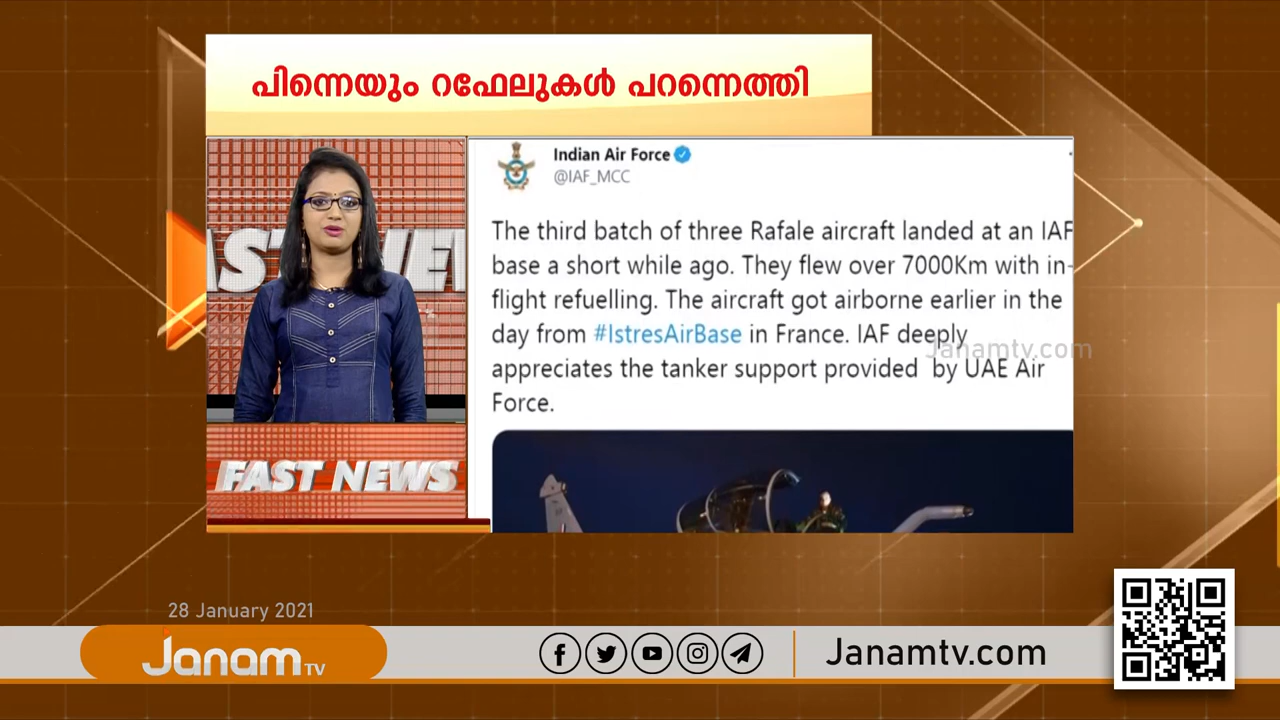 പിന്നെയും റഫേലുകൾ പറന്നെത്തി
Indian Air Force
@IAF_MCC
The third batch of three Rafale aircraft landed at an IAF
base a short while ago. They flew over 7000Km with in-
flight refuelling. The aircraft got airborne earlier in the
day from #IstresAirBase in France. IAF deeply
appreciates the tanker support provided by UAE Air
Force.
Janamtv.com
FAST NEWS
28 January 2021
Janam TV
Janamtv.com